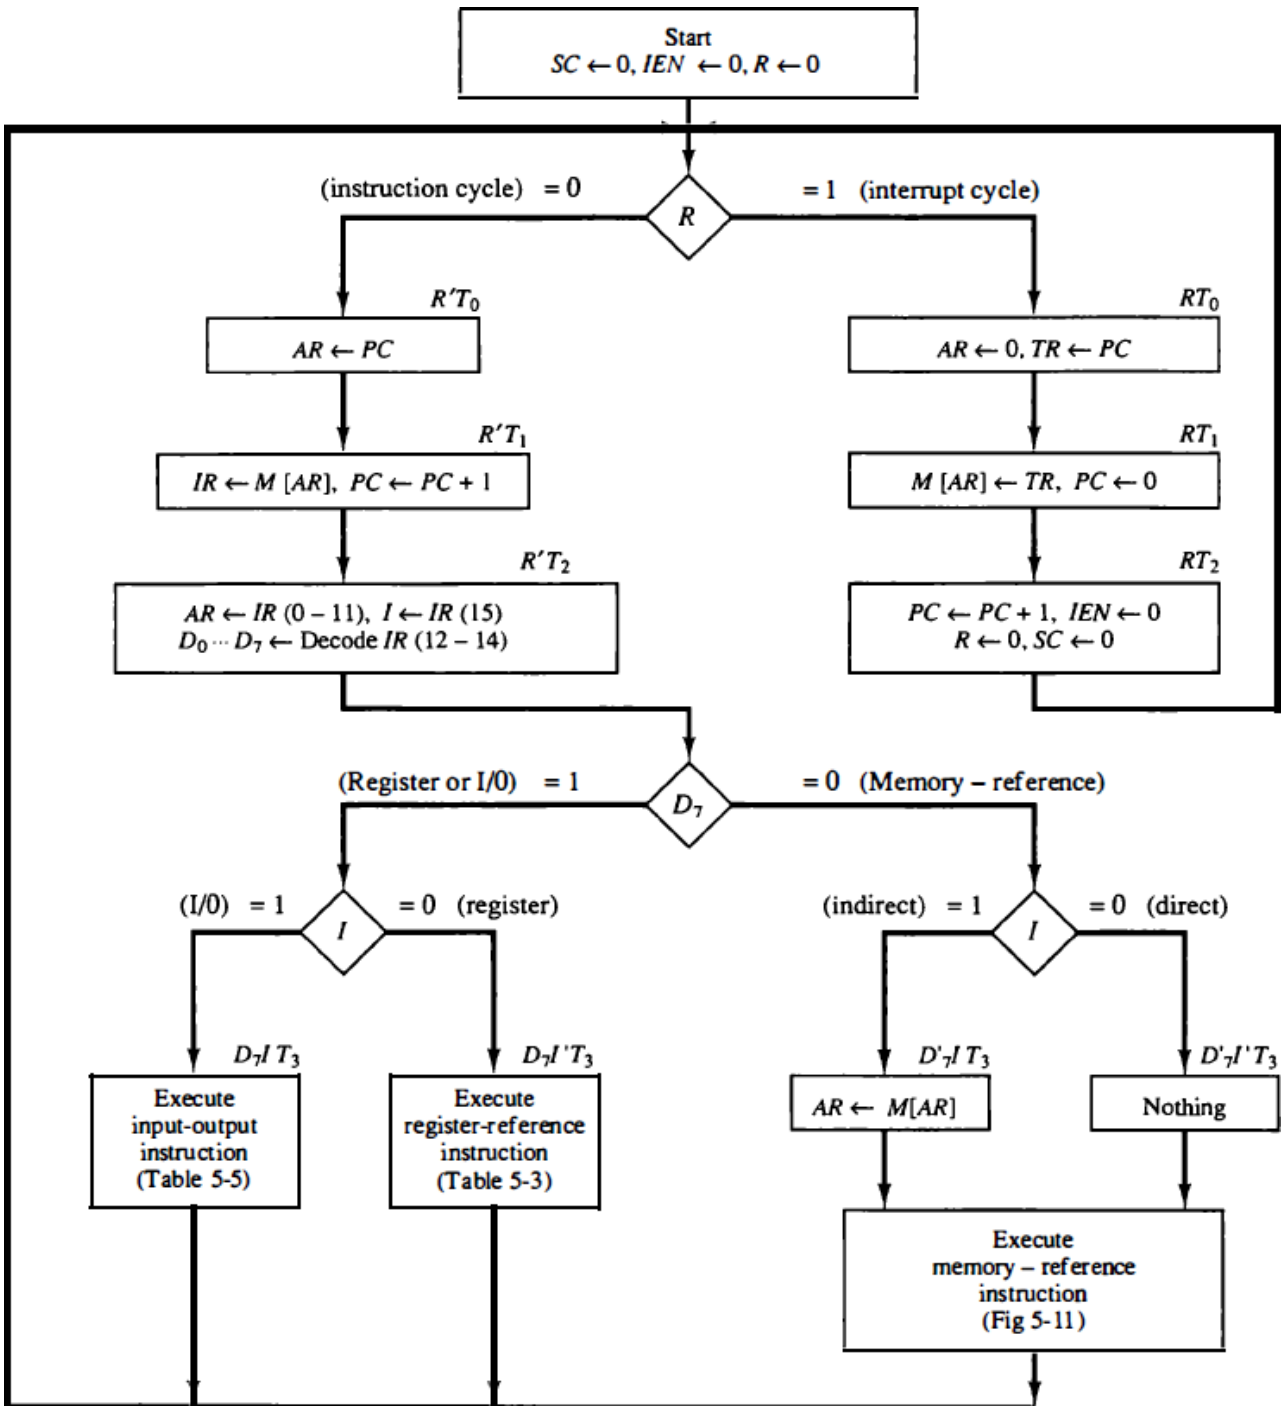 Start
SC ← 0, IEN ← 0, R ← 0
(instruction cycle) = 0
R
= 1 (interrupt cycle)
R′T₀
AR ← PC
RT₀
AR ← 0, TR ← PC
R′T₁
IR ← M [AR], PC ← PC + 1
RT₁
M [AR] ← TR, PC ← 0
R′T₂
AR ← IR (0 – 11), I ← IR (15)
D₀ ··· D₇ ← Decode IR (12 – 14)
RT₂
PC ← PC + 1, IEN ← 0
R ← 0, SC ← 0
(Register or I/0) = 1
D₇
= 0 (Memory – reference)
(I/0) = 1
I
= 0 (register)
(indirect) = 1
I
= 0 (direct)
D₇I T₃
Execute
input-output
instruction
(Table 5-5)
D₇I′T₃
Execute
register-reference
instruction
(Table 5-3)
D′₇I T₃
AR ← M[AR]
D′₇I′T₃
Nothing
Execute
memory – reference
instruction
(Fig 5-11)